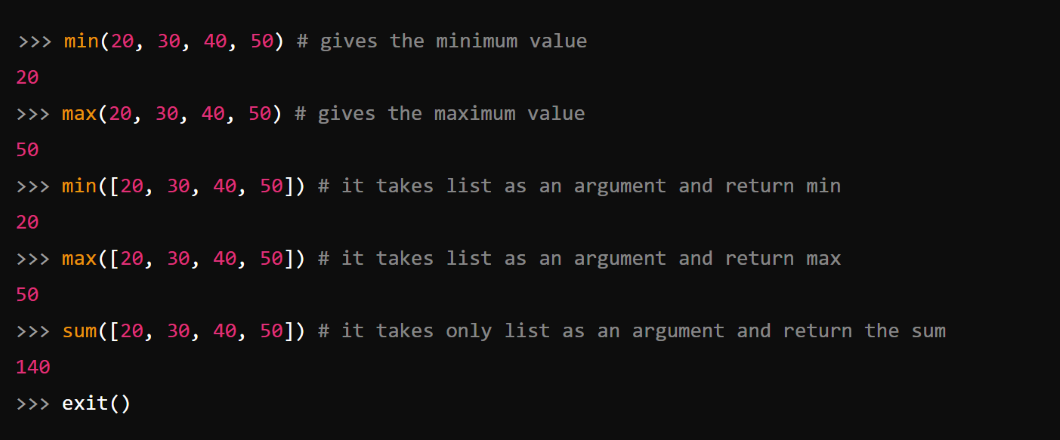 >>> min(20, 30, 40, 50) # gives the minimum value
20
>>> max(20, 30, 40, 50) # gives the maximum value
50
>>> min([20, 30, 40, 50]) # it takes list as an argument and return min
20
>>> max([20, 30, 40, 50]) # it takes list as an argument and return max
50
>>> sum([20, 30, 40, 50]) # it takes only list as an argument and return the sum
140
>>> exit()